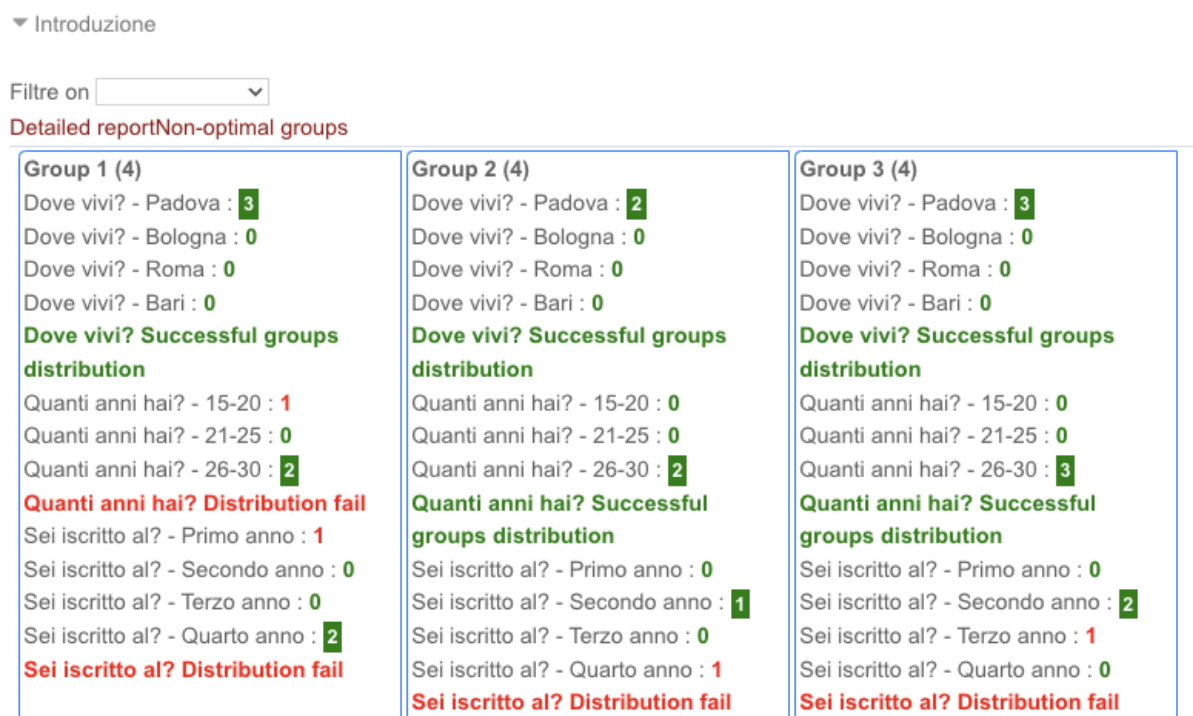 Introduzione
Filtre on
Detailed reportNon-optimal groups
Group 1 (4)
Dove vivi? - Padova : 3
Dove vivi? - Bologna : 0
Dove vivi? - Roma : 0
Dove vivi? - Bari : 0
Dove vivi? Successful groups
distribution
Quanti anni hai? - 15-20 : 1
Quanti anni hai? - 21-25 : 0
Quanti anni hai? - 26-30 : 2
Quanti anni hai? Distribution fail
Sei iscritto al? - Primo anno : 1
Sei iscritto al? - Secondo anno : 0
Sei iscritto al? - Terzo anno : 0
Sei iscritto al? - Quarto anno : 2
Sei iscritto al? Distribution fail
Group 2 (4)
Dove vivi? - Padova : 2
Dove vivi? - Bologna : 0
Dove vivi? - Roma : 0
Dove vivi? - Bari : 0
Dove vivi? Successful groups
distribution
Quanti anni hai? - 15-20 : 0
Quanti anni hai? - 21-25 : 0
Quanti anni hai? - 26-30 : 2
Quanti anni hai? Successful
groups distribution
Sei iscritto al? - Primo anno : 0
Sei iscritto al? - Secondo anno : 1
Sei iscritto al? - Terzo anno : 0
Sei iscritto al? - Quarto anno : 1
Sei iscritto al? Distribution fail
Group 3 (4)
Dove vivi? - Padova : 3
Dove vivi? - Bologna : 0
Dove vivi? - Roma : 0
Dove vivi? - Bari : 0
Dove vivi? Successful groups
distribution
Quanti anni hai? - 15-20 : 0
Quanti anni hai? - 21-25 : 0
Quanti anni hai? - 26-30 : 3
Quanti anni hai? Successful
groups distribution
Sei iscritto al? - Primo anno : 0
Sei iscritto al? - Secondo anno : 2
Sei iscritto al? - Terzo anno : 1
Sei iscritto al? - Quarto anno : 0
Sei iscritto al? Distribution fail